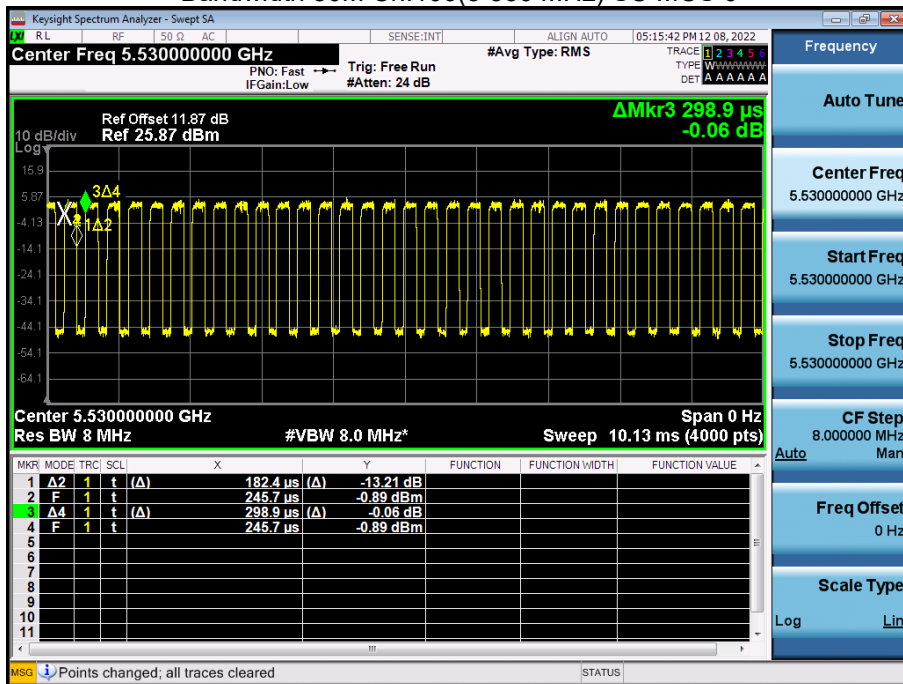 Keysight Spectrum Analyzer - Swept SA
LXI RL RF 50 Ω AC SENSE:INT ALIGN AUTO 05:15:42 PM 12 08, 2022
Center Freq 5.530000000 GHz
PNO: Fast
IFGain:Low
Trig: Free Run
#Atten: 24 dB
#Avg Type: RMS
TRACE 1 2 3 4 5 6
TYPE WWWWWW
DET A A A A A A
Ref Offset 11.87 dB
Ref 25.87 dBm
10 dB/div
Log
ΔMkr3 298.9 µs
-0.06 dB
15.9
5.87
-4.13
-14.1
-24.1
-34.1
-44.1
-54.1
-64.1
3Δ4
X
1Δ2
Center 5.530000000 GHz Span 0 Hz
Res BW 8 MHz #VBW 8.0 MHz* Sweep 10.13 ms (4000 pts)
MKR MODE TRC SCL X Y FUNCTION FUNCTION WIDTH FUNCTION VALUE
1 Δ2 1 t (Δ) 182.4 µs (Δ) -13.21 dB
2 F 1 t 245.7 µs -0.89 dBm
3 Δ4 1 t (Δ) 298.9 µs (Δ) -0.06 dB
4 F 1 t 245.7 µs -0.89 dBm
5
6
7
8
9
10
11
MSG Points changed; all traces cleared STATUS
Frequency
Auto Tune
Center Freq
5.530000000 GHz
Start Freq
5.530000000 GHz
Stop Freq
5.530000000 GHz
CF Step
8.000000 MHz
Auto Man
Freq Offset
0 Hz
Scale Type
Log Lin